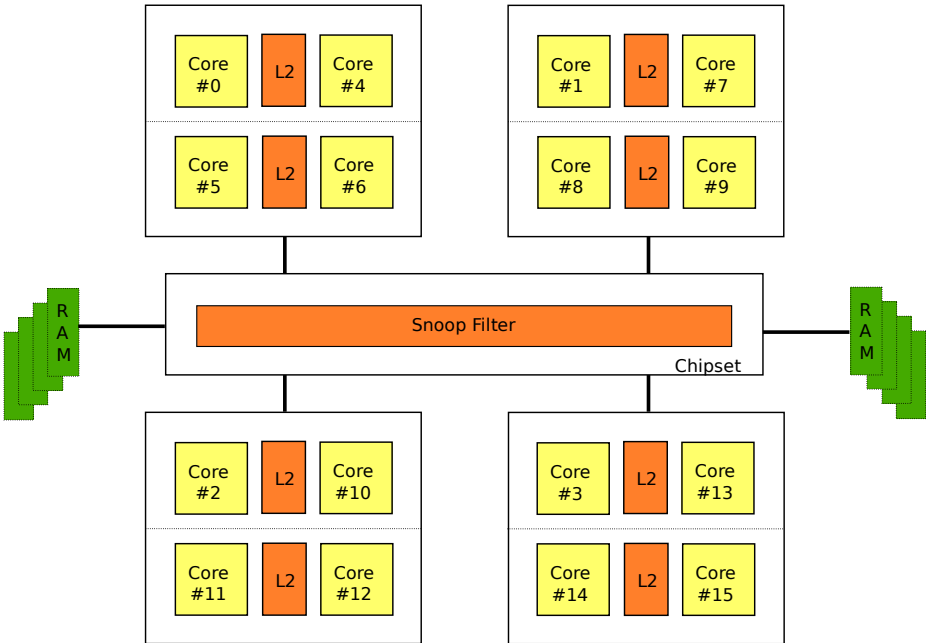 Core
#0
L2
Core
#4
Core
#5
L2
Core
#6
Core
#1
L2
Core
#7
Core
#8
L2
Core
#9
R
A
M
Snoop Filter
Chipset
R
A
M
Core
#2
L2
Core
#10
Core
#11
L2
Core
#12
Core
#3
L2
Core
#13
Core
#14
L2
Core
#15